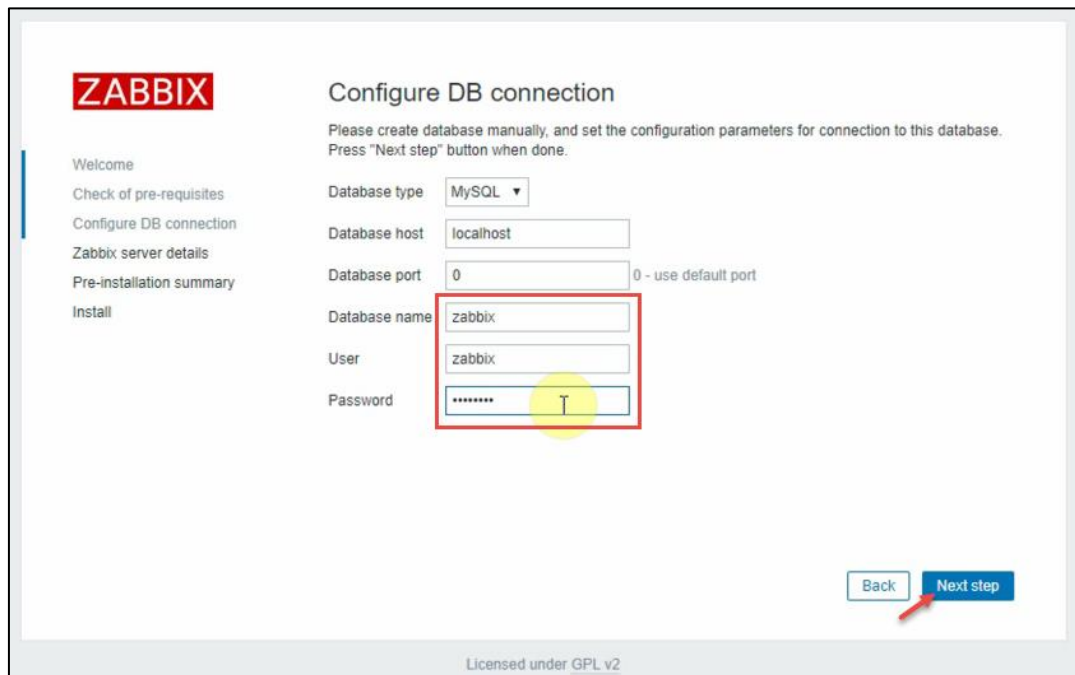 ZABBIX
Welcome
Check of pre-requisites
Configure DB connection
Zabbix server details
Pre-installation summary
Install
Configure DB connection
Please create database manually, and set the configuration parameters for connection to this database.
Press "Next step" button when done.
Database type MySQL ▼
Database host localhost
Database port 0 0 - use default port
Database name zabbix
User zabbix
Password ••••••••
Back Next step
Licensed under GPL v2